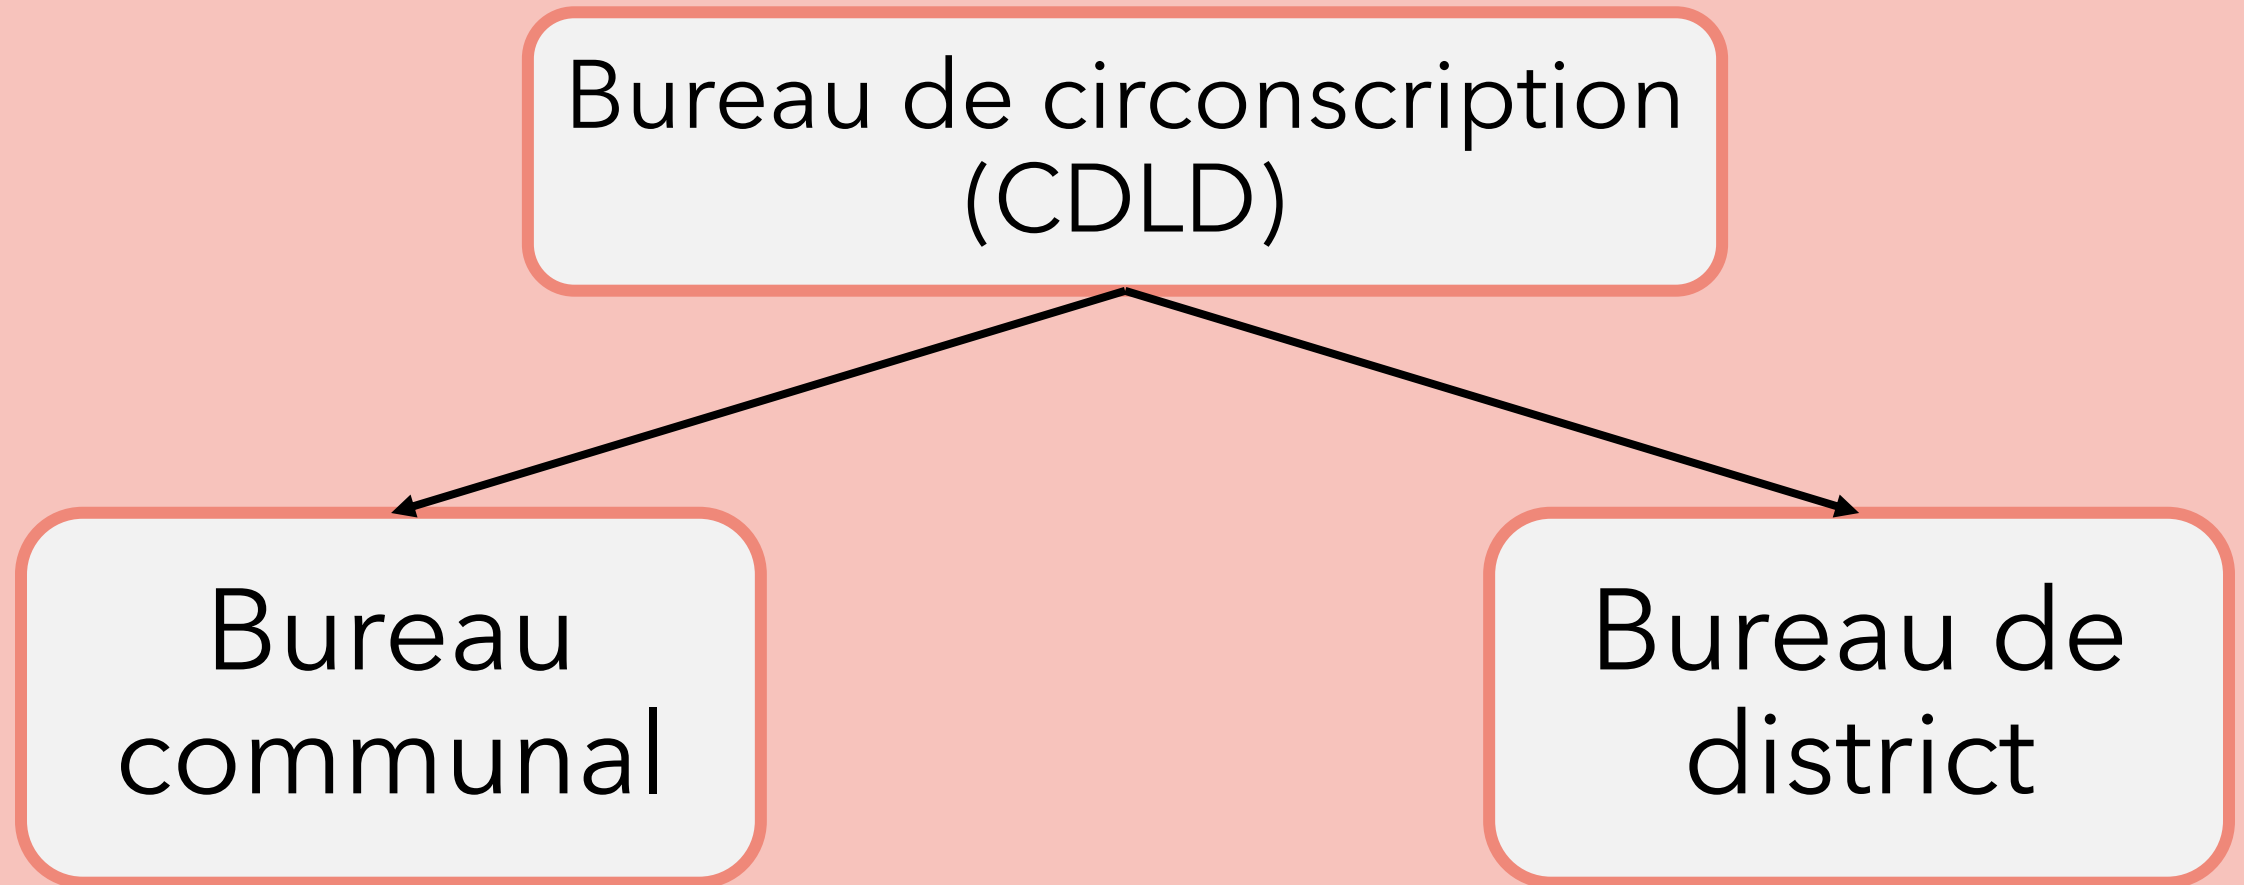 Bureau de circonscription
(CDLD)
Bureau
communal
Bureau de
district